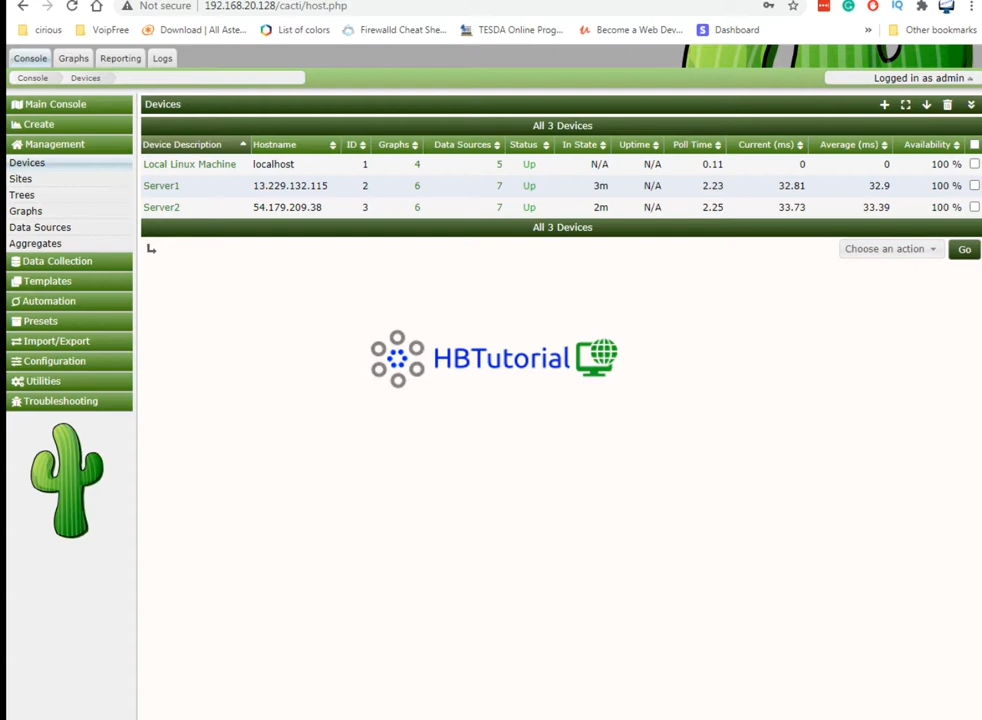 Not secure 192.168.20.128/cacti/host.php
cirious VoipFree Download | All Aste... List of colors Firewalld Cheat She... TESDA Online Prog... Become a Web Dev... Dashboard » Other bookmarks
Console Graphs Reporting Logs
Console Devices Logged in as admin
Main Console
Create
Management
Devices
Sites
Trees
Graphs
Data Sources
Aggregates
Data Collection
Templates
Automation
Presets
Import/Export
Configuration
Utilities
Troubleshooting
Devices
All 3 Devices
Device Description Hostname ID Graphs Data Sources Status In State Uptime Poll Time Current (ms) Average (ms) Availability
Local Linux Machine localhost 1 4 5 Up N/A N/A 0.11 0 0 100 %
Server1 13.229.132.115 2 6 7 Up 3m N/A 2.23 32.81 32.9 100 %
Server2 54.179.209.38 3 6 7 Up 2m N/A 2.25 33.73 33.39 100 %
All 3 Devices
Choose an action Go
HBTutorial